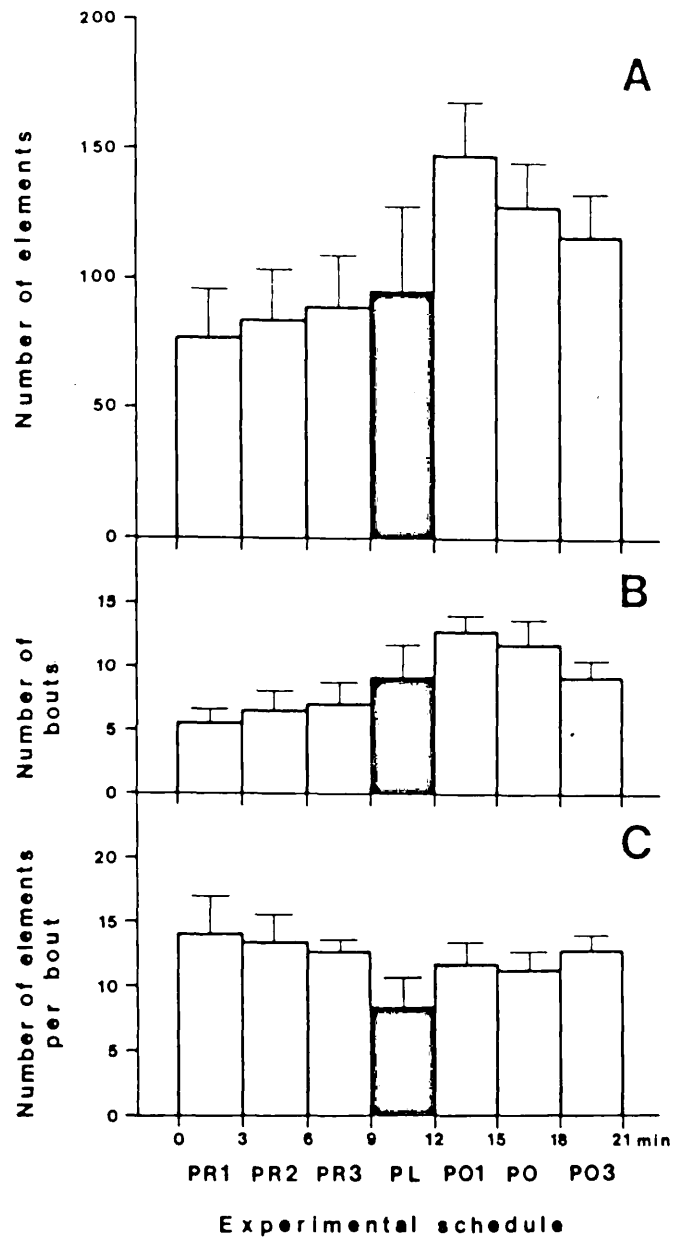 200
A
150
100
50
0
Number of elements
B
15
10
5
0
Number of
bouts
C
20
15
10
5
0
Number of elements
per bout
0 3 6 9 12 15 18 21 min
PR1 PR2 PR3 PL PO1 PO PO3
Experimental schedule